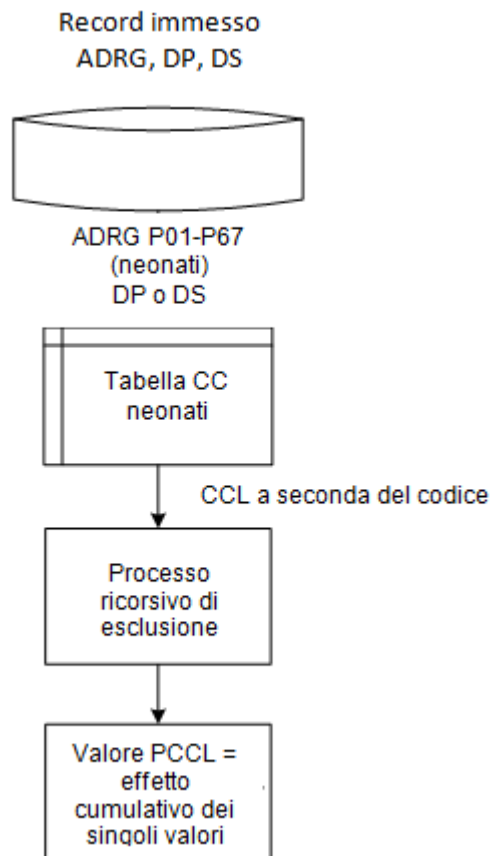 Record immesso
ADRG, DP, DS
ADRG P01-P67
(neonati)
DP o DS
Tabella CC
neonati
CCL a seconda del codice
Processo
ricorsivo di
esclusione
Valore PCCL =
effetto
cumulativo dei
singoli valori